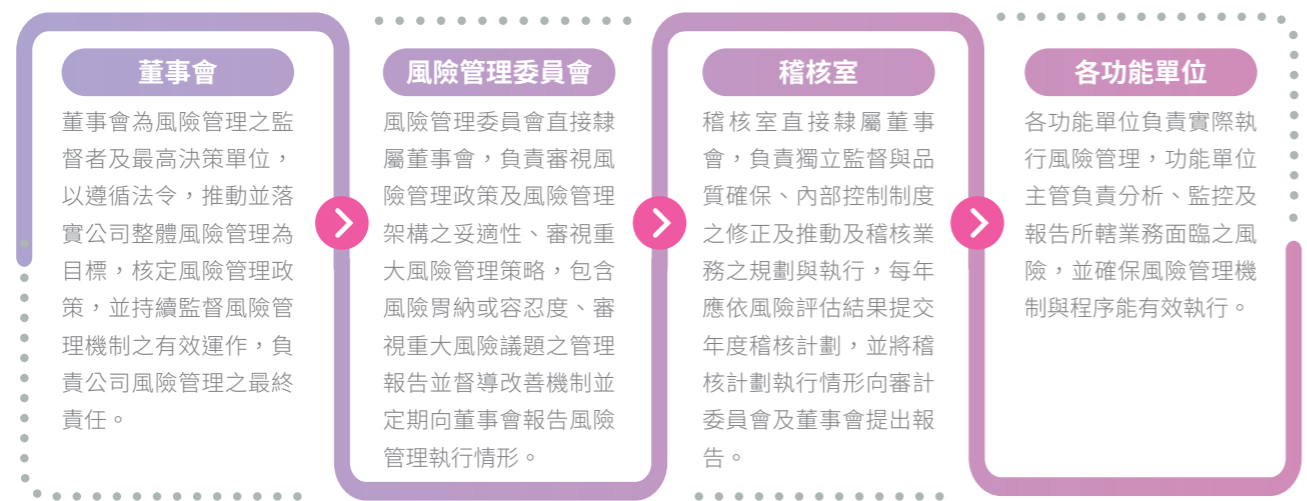 董事會
董事會為風險管理之監
督者及最高決策單位，
以遵循法令，推動並落
實公司整體風險管理為
目標，核定風險管理政
策，並持續監督風險管
理機制之有效運作，負
責公司風險管理之最終
責任。
風險管理委員會
風險管理委員會直接隸
屬董事會，負責審視風
險管理政策及風險管理
架構之妥適性、審視重
大風險管理策略，包含
風險胃納或容忍度、審
視重大風險議題之管理
報告並督導改善機制並
定期向董事會報告風險
管理執行情形。
稽核室
稽核室直接隸屬董事
會，負責獨立監督與品
質確保、內部控制制度
之修正及推動及稽核業
務之規劃與執行，每年
應依風險評估結果提交
年度稽核計劃，並將稽
核計劃執行情形向審計
委員會及董事會提出報
告。
各功能單位
各功能單位負責實際執
行風險管理，功能單位
主管負責分析、監控及
報告所轄業務面臨之風
險，並確保風險管理機
制與程序能有效執行。